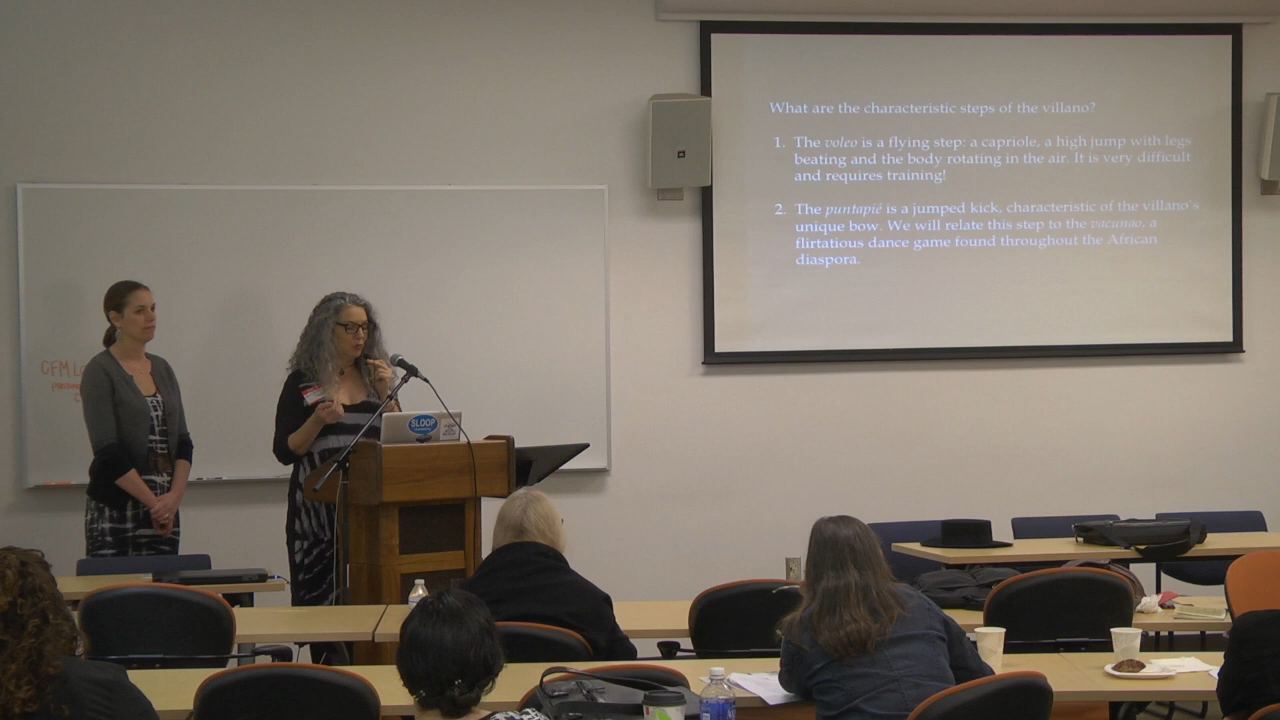 What are the characteristic steps of the villano?
1. The voleo is a flying step: a capriole, a high jump with legs
beating and the body rotating in the air. It is very difficult
and requires training!
2. The puntapié is a jumped kick, characteristic of the villano's
unique bow. We will relate this step to the vacunao, a
flirtatious dance game found throughout the African
diaspora.
CFM
SLOOP